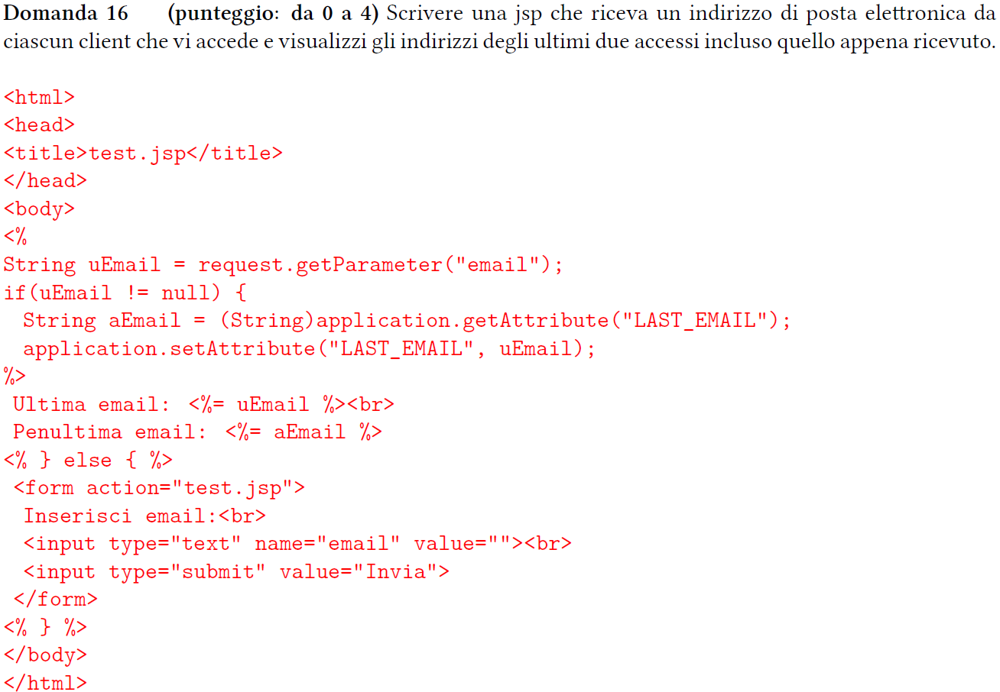 Domanda 16 (punteggio: da 0 a 4) Scrivere una jsp che riceva un indirizzo di posta elettronica da
ciascun client che vi accede e visualizzi gli indirizzi degli ultimi due accessi incluso quello appena ricevuto.
<html>
<head>
<title>test.jsp</title>
</head>
<body>
<%
String uEmail = request.getParameter("email");
if(uEmail != null) {
  String aEmail = (String)application.getAttribute("LAST_EMAIL");
  application.setAttribute("LAST_EMAIL", uEmail);
%>
 Ultima email: <%= uEmail %><br>
 Penultima email: <%= aEmail %>
<% } else { %>
 <form action="test.jsp">
  Inserisci email:<br>
  <input type="text" name="email" value=""><br>
  <input type="submit" value="Invia">
 </form>
<% } %>
</body>
</html>